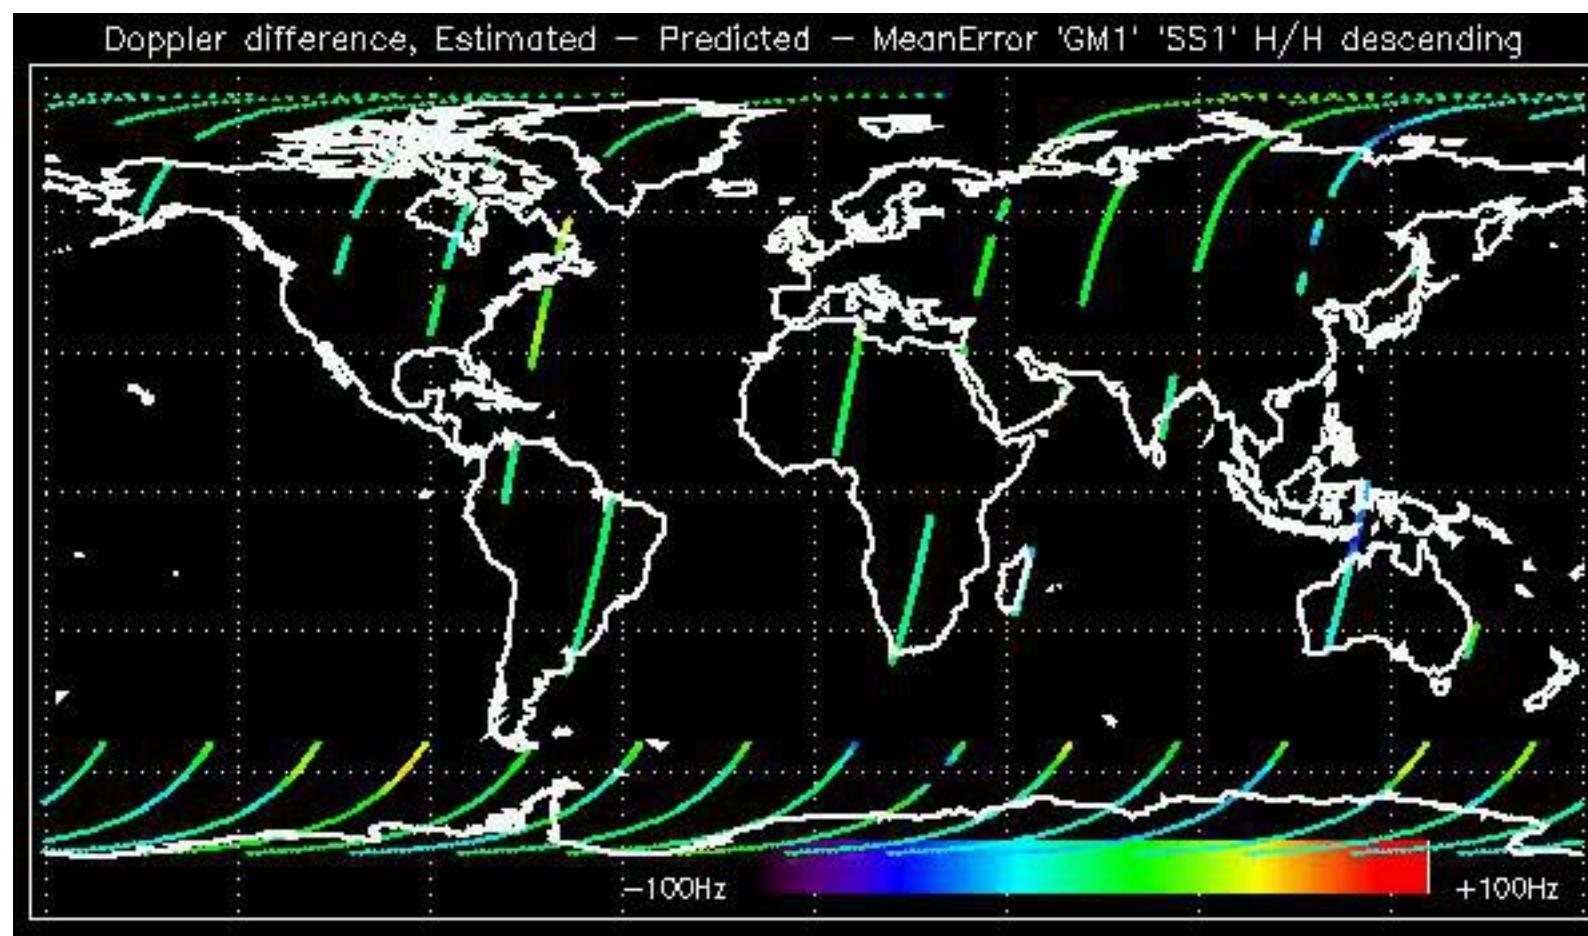 Doppler difference, Estimated – Predicted – MeanError 'GM1' 'SS1' H/H descending
−100Hz
+100Hz